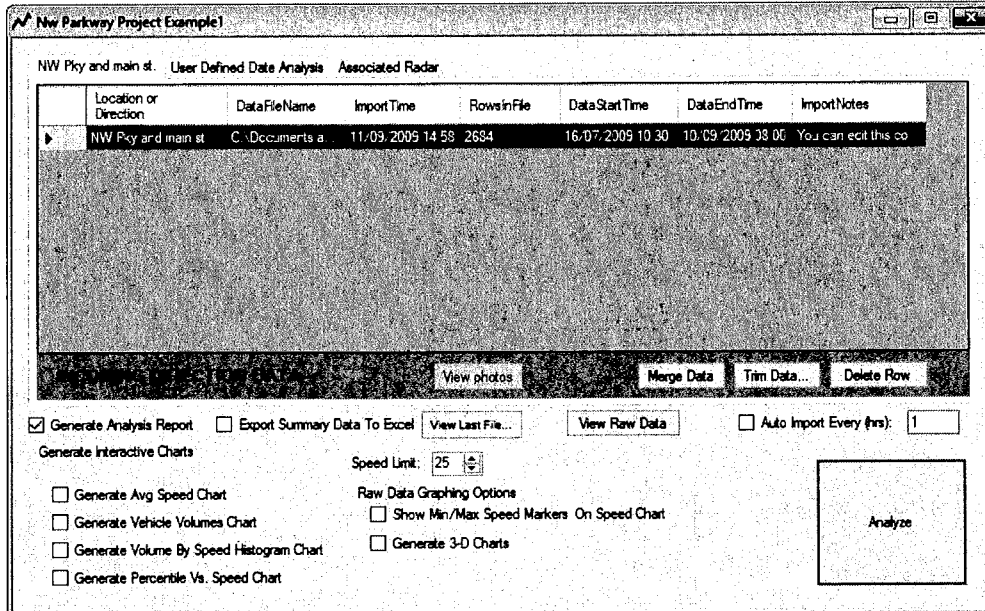 Nw Parkway Project Example1
NW Pky and main st. User Defined Date Analysis Associated Radar
Location or Direction DataFileName ImportTime RowsInFile DataStartTime DataEndTime ImportNotes
NW Pky and main st C:\Documents a... 11/09/2009 14 58 2684 16/07/2009 10 30 10/09/2009 08 00 You can edit this co
View photos Merge Data Trim Data... Delete Row
Generate Analysis Report Export Summary Data To Excel View Last File... View Raw Data Auto Import Every (hrs): 1
Generate Interactive Charts
Speed Limit: 25
Generate Avg Speed Chart
Generate Vehicle Volumes Chart
Generate Volume By Speed Histogram Chart
Generate Percentile Vs. Speed Chart
Raw Data Graphing Options
Show Min/Max Speed Markers On Speed Chart
Generate 3-D Charts
Analyze